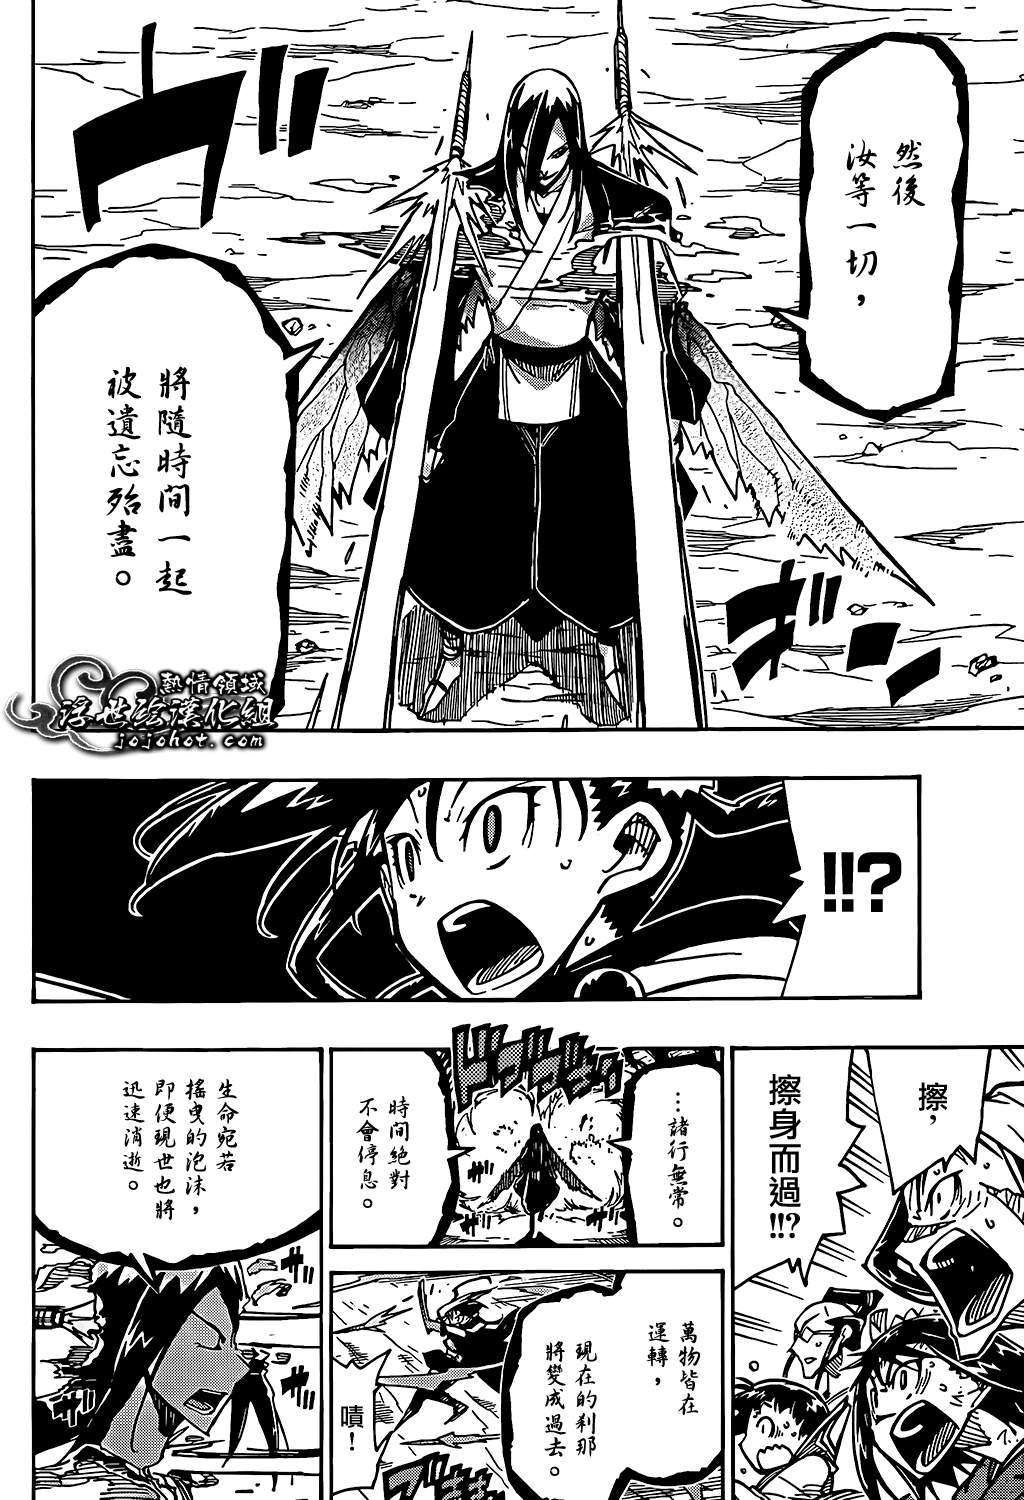 然後
汝等一切，
將隨時間一起
被遺忘殆盡。
熱情領域
浮世繪漢化組
jojohot.com
!!?
擦，
擦身而過!!?
…諸行無常。
時間絕對
不會停息。
萬物皆在
運轉，
現在的剎那
將變成過去。
嘖！
生命宛若
搖曳的泡沫，
即便現世也將
迅速消逝。